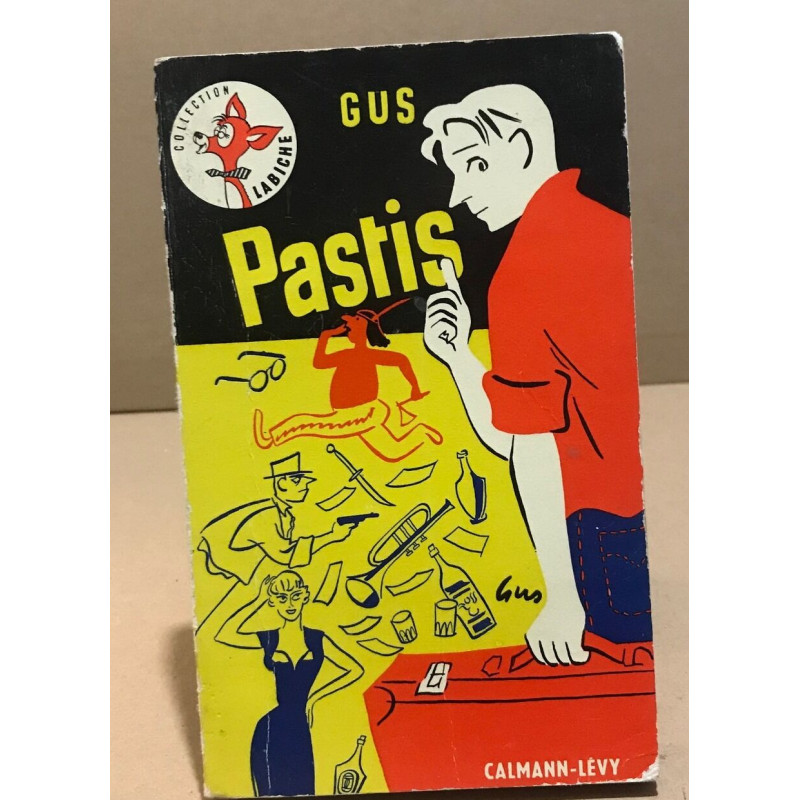 COLLECTION
LABICHE
GUS
Pastis
Gus
CALMANN-LÉVY